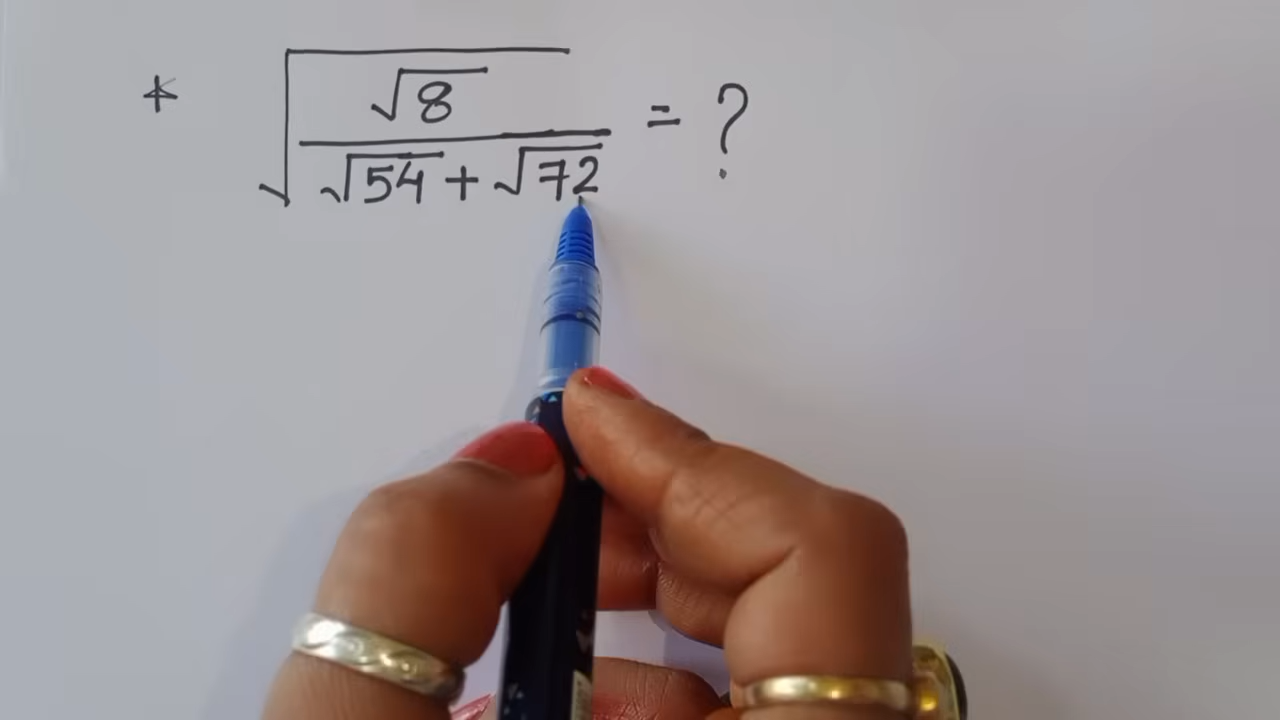 * √(√8 / (√54 + √72)) = ?